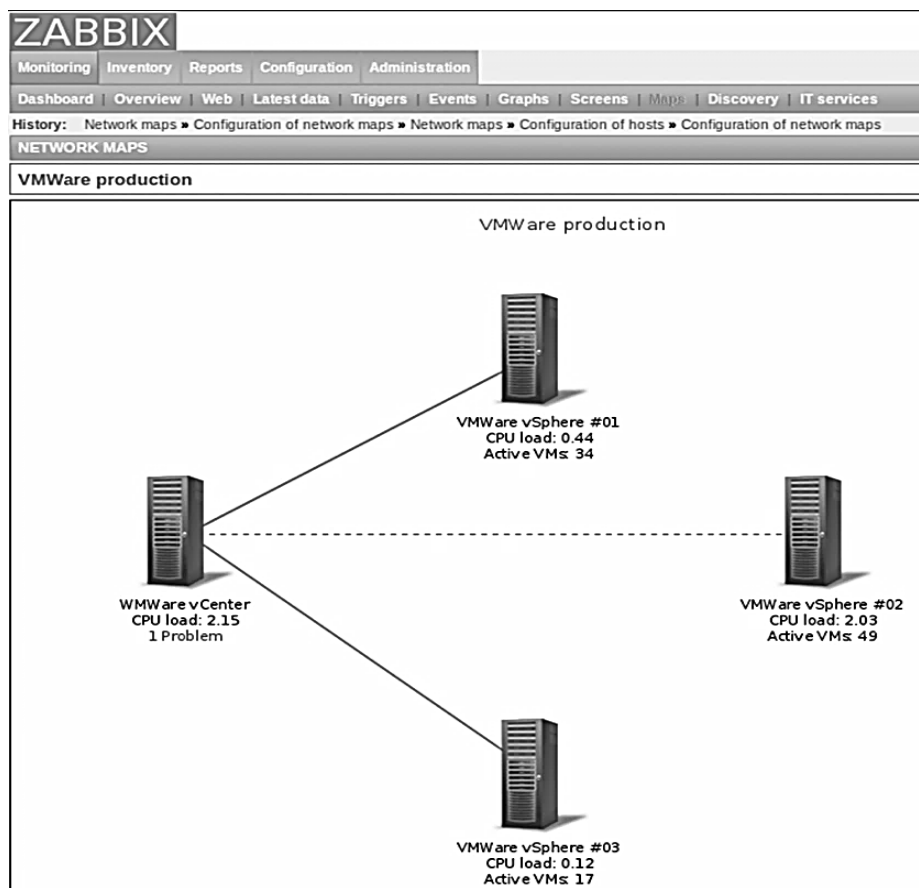 ZABBIX
Monitoring Inventory Reports Configuration Administration
Dashboard | Overview | Web | Latest data | Triggers | Events | Graphs | Screens | Maps | Discovery | IT services
History: Network maps » Configuration of network maps » Network maps » Configuration of hosts » Configuration of network maps
NETWORK MAPS
VMWare production
VMWare production
VMWare vSphere #01
CPU load: 0.44
Active VMs: 34
WMWare vCenter
CPU load: 2.15
1 Problem
VMWare vSphere #02
CPU load: 2.03
Active VMs: 49
VMWare vSphere #03
CPU load: 0.12
Active VMs: 17